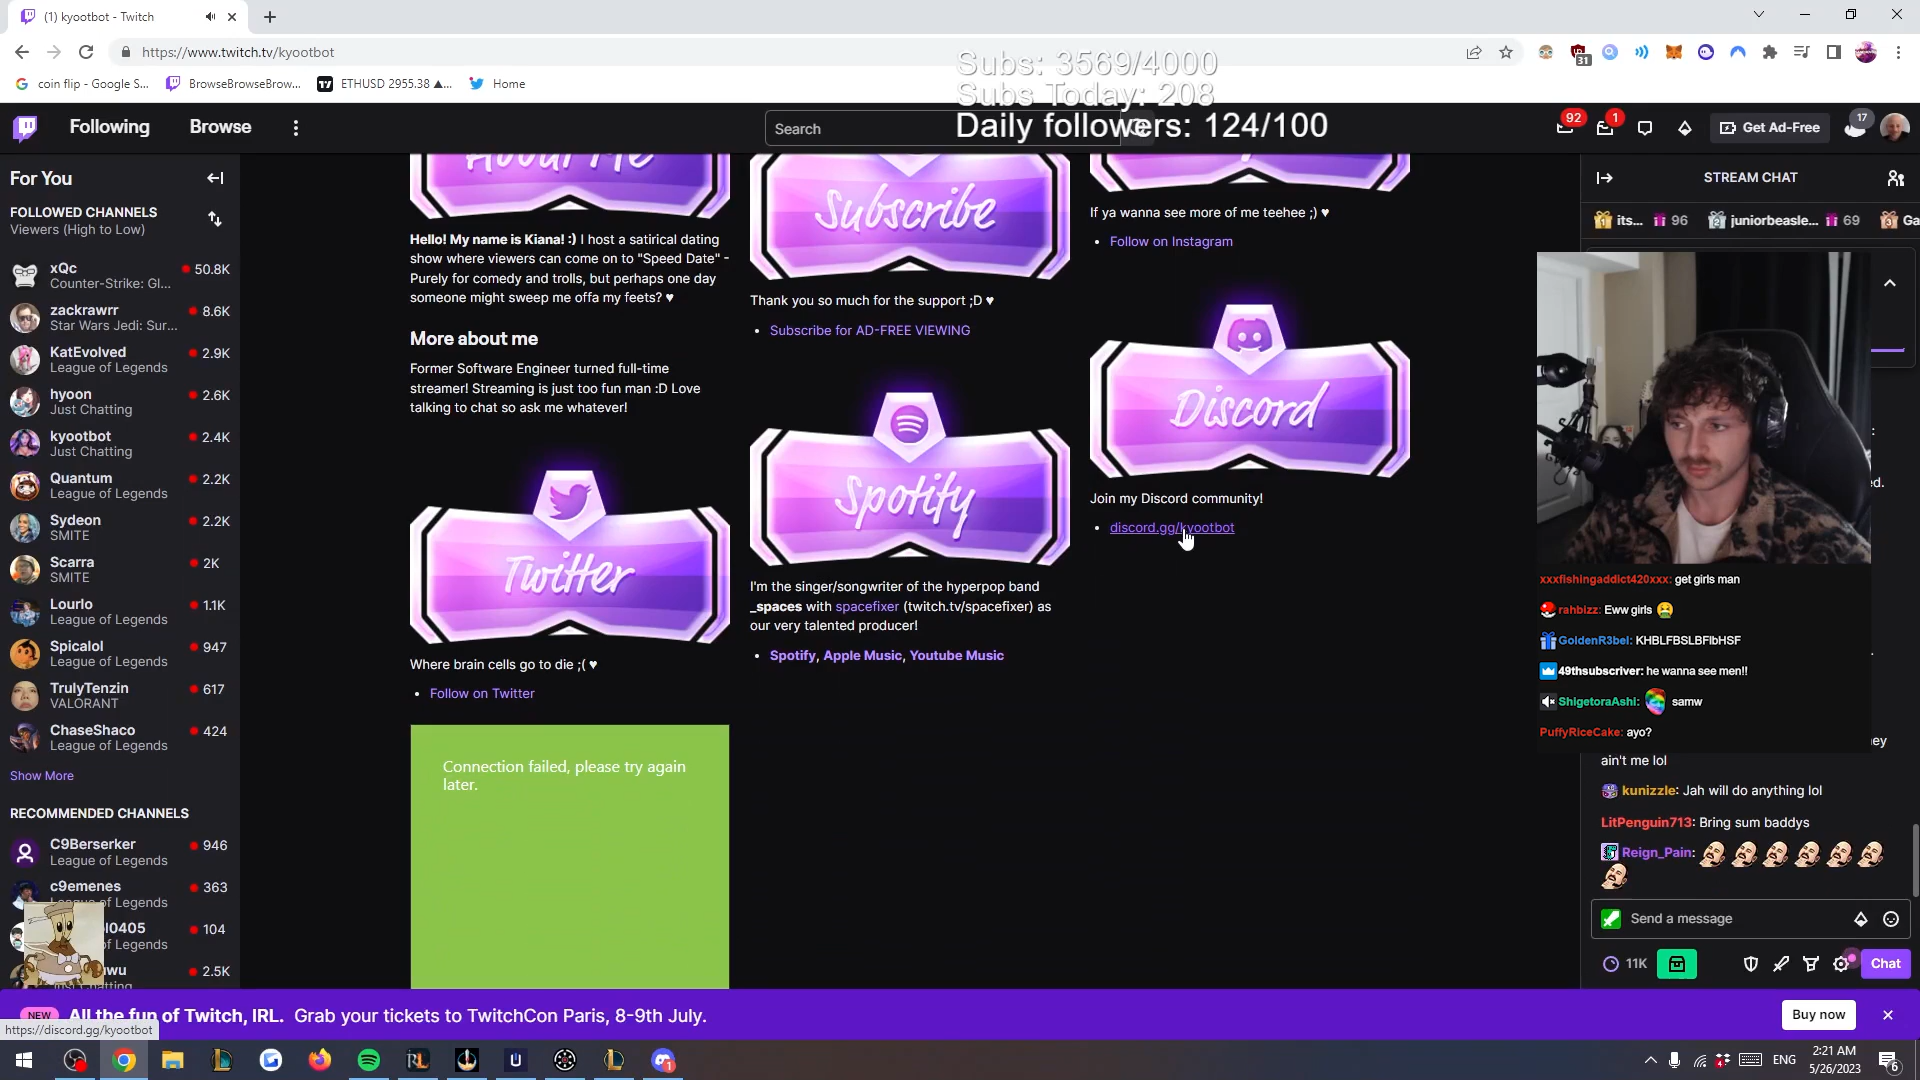 (1) kyootbot - Twitch
https://www.twitch.tv/kyootbot
31
coin flip - Google S...
BrowseBrowseBrow...
ETHUSD 2955.38 ▲...
Home
Subs: 3569/4000
Subs Today: 208
Daily followers: 124/100
Following
Browse
Search
92
1
Get Ad-Free
17
For You
FOLLOWED CHANNELS
Viewers (High to Low)
xQc
50.8K
Counter-Strike: Gl...
zackrawrr
8.6K
Star Wars Jedi: Sur...
KatEvolved
2.9K
League of Legends
hyoon
2.6K
Just Chatting
kyootbot
2.4K
Just Chatting
Quantum
2.2K
League of Legends
Sydeon
2.2K
SMITE
Scarra
2K
SMITE
Lourlo
1.1K
League of Legends
Spicalol
947
League of Legends
TrulyTenzin
617
VALORANT
ChaseShaco
424
League of Legends
Show More
RECOMMENDED CHANNELS
C9Berserker
946
League of Legends
c9emenes
363
League of Legends
l0405
104
of Legends
uwu
2.5K
About Me
Hello! My name is Kiana! :) I host a satirical dating
show where viewers can come on to "Speed Date" -
Purely for comedy and trolls, but perhaps one day
someone might sweep me offa my feets? ♥
More about me
Former Software Engineer turned full-time
streamer! Streaming is just too fun man :D Love
talking to chat so ask me whatever!
Twitter
Where brain cells go to die ;( ♥
• Follow on Twitter
Connection failed, please try again
later.
Subscribe
Thank you so much for the support ;D ♥
• Subscribe for AD-FREE VIEWING
Spotify
I'm the singer/songwriter of the hyperpop band
_spaces with spacefixer (twitch.tv/spacefixer) as
our very talented producer!
• Spotify, Apple Music, Youtube Music
If ya wanna see more of me teehee ;) ♥
• Follow on Instagram
Discord
Join my Discord community!
• discord.gg/kyootbot
STREAM CHAT
its... 96
juniorbeasle... 69
Ga
xxxfishingaddict420xxx: get girls man
rahbizz: Eww girls
GoldenR3bel: KHBLFBSLBFIbHSF
49thsubscriver: he wanna see men!!
ShigetoraAshi: samw
PuffyRiceCake: ayo?
ain't me lol
kunizzle: Jah will do anything lol
LitPenguin713: Bring sum baddys
Reign_Pain:
Send a message
11K
Chat
NEW
All the fun of Twitch, IRL. Grab your tickets to TwitchCon Paris, 8-9th July.
Buy now
https://discord.gg/kyootbot
ENG
2:21 AM
5/26/2023
6